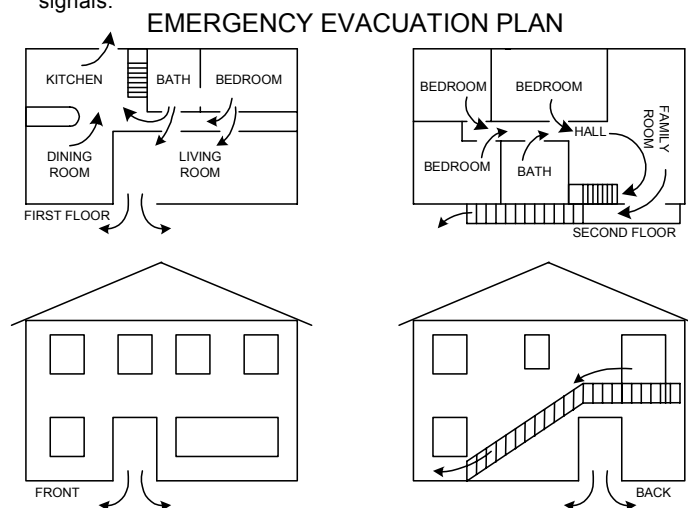 signals.
EMERGENCY EVACUATION PLAN
KITCHEN
BATH
BEDROOM
DINING
ROOM
LIVING
ROOM
FIRST FLOOR
BEDROOM
BEDROOM
HALL
FAMILY
ROOM
BEDROOM
BATH
SECOND FLOOR
FRONT
BACK